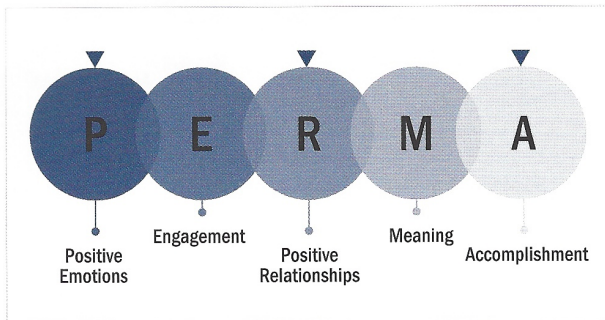 P E R M A
Positive
Emotions
Engagement
Positive
Relationships
Meaning
Accomplishment